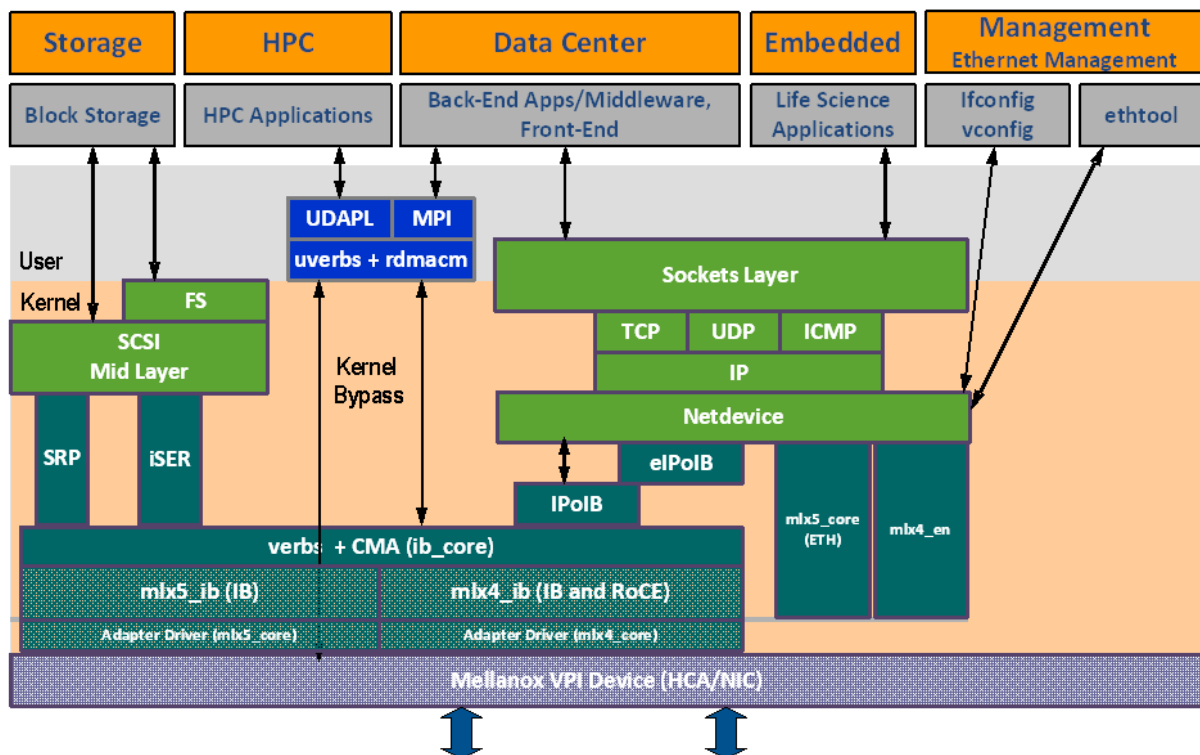 Storage
HPC
Data Center
Embedded
Management
Ethernet Management
Block Storage
HPC Applications
Back-End Apps/Middleware,
Front-End
Life Science
Applications
Ifconfig
vconfig
ethtool
UDAPL
MPI
uverbs + rdmacm
User
Kernel
FS
SCSI
Mid Layer
Sockets Layer
TCP
UDP
ICMP
IP
Kernel
Bypass
Netdevice
SRP
iSER
eIPoIB
IPoIB
mlx5_core
(ETH)
mlx4_en
verbs + CMA (ib_core)
mlx5_ib (IB)
mlx4_ib (IB and RoCE)
Adapter Driver (mlx5_core)
Adapter Driver (mlx4_core)
Mellanox VPI Device (HCA/NIC)